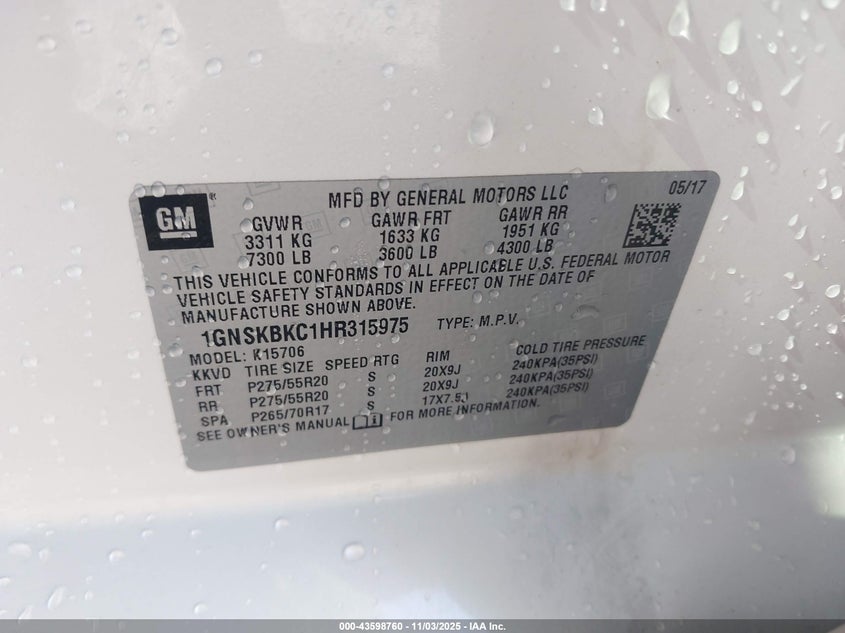 GM ®
MFD BY GENERAL MOTORS LLC
05/17
GVWR GAWR FRT GAWR RR
3311 KG 1633 KG 1951 KG
7300 LB 3600 LB 4300 LB
THIS VEHICLE CONFORMS TO ALL APPLICABLE U.S. FEDERAL MOTOR
VEHICLE SAFETY STANDARDS IN EFFECT ON THE DATE OF
MANUFACTURE SHOWN ABOVE.
1GNSKBKC1HR315975 TYPE: M.P.V.
MODEL: K15706
KKVD TIRE SIZE SPEED RTG RIM COLD TIRE PRESSURE
FRT P275/55R20 S 20X9J 240KPA(35PSI)
RR P275/55R20 S 20X9J 240KPA(35PSI)
SPA P265/70R17 S 240KPA(35PSI)
SEE OWNER'S MANUAL FOR MORE INFORMATION.
000-43598760 - 11/03/2025 - IAA Inc.